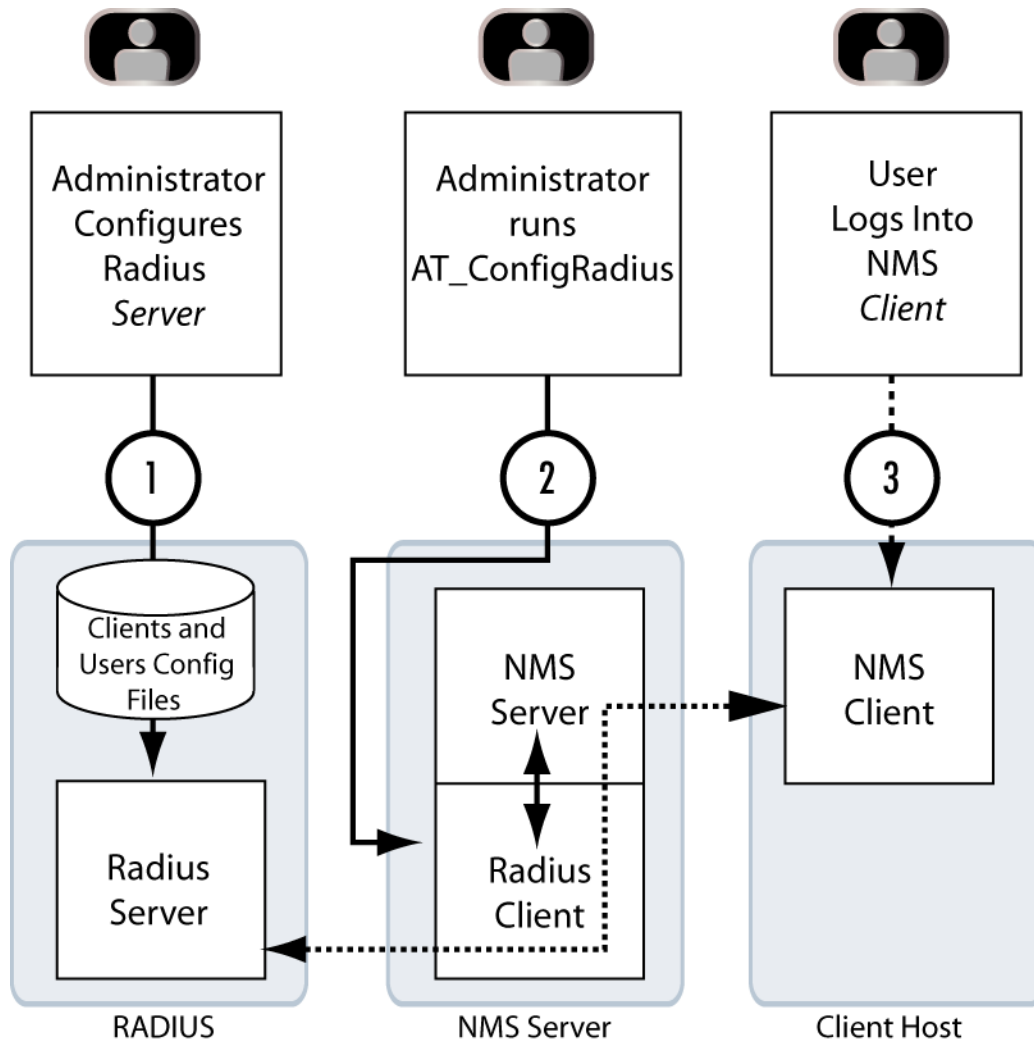 Administrator
Configures
Radius
Server
Administrator
runs
AT_ConfigRadius
User
Logs Into
NMS
Client
1
2
3
Clients and
Users Config
Files
Radius
Server
NMS
Server
Radius
Client
NMS
Client
RADIUS
NMS Server
Client Host